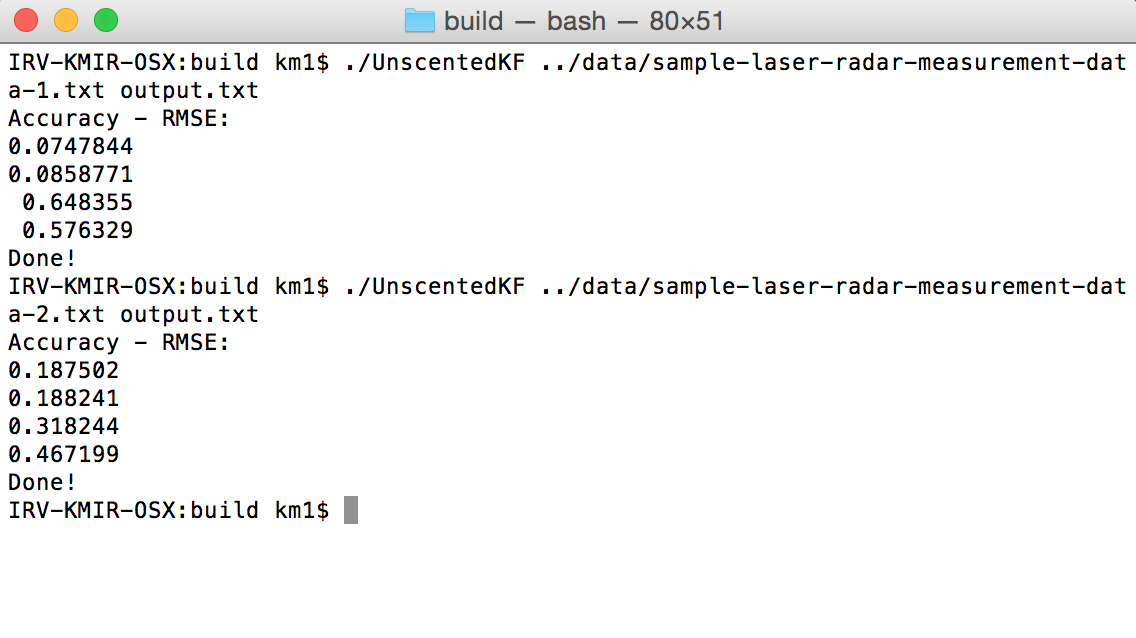 build — bash — 80×51
IRV-KMIR-OSX:build km1$ ./UnscentedKF ../data/sample-laser-radar-measurement-dat
a-1.txt output.txt
Accuracy - RMSE:
0.0747844
0.0858771
 0.648355
 0.576329
Done!
IRV-KMIR-OSX:build km1$ ./UnscentedKF ../data/sample-laser-radar-measurement-dat
a-2.txt output.txt
Accuracy - RMSE:
0.187502
0.188241
0.318244
0.467199
Done!
IRV-KMIR-OSX:build km1$